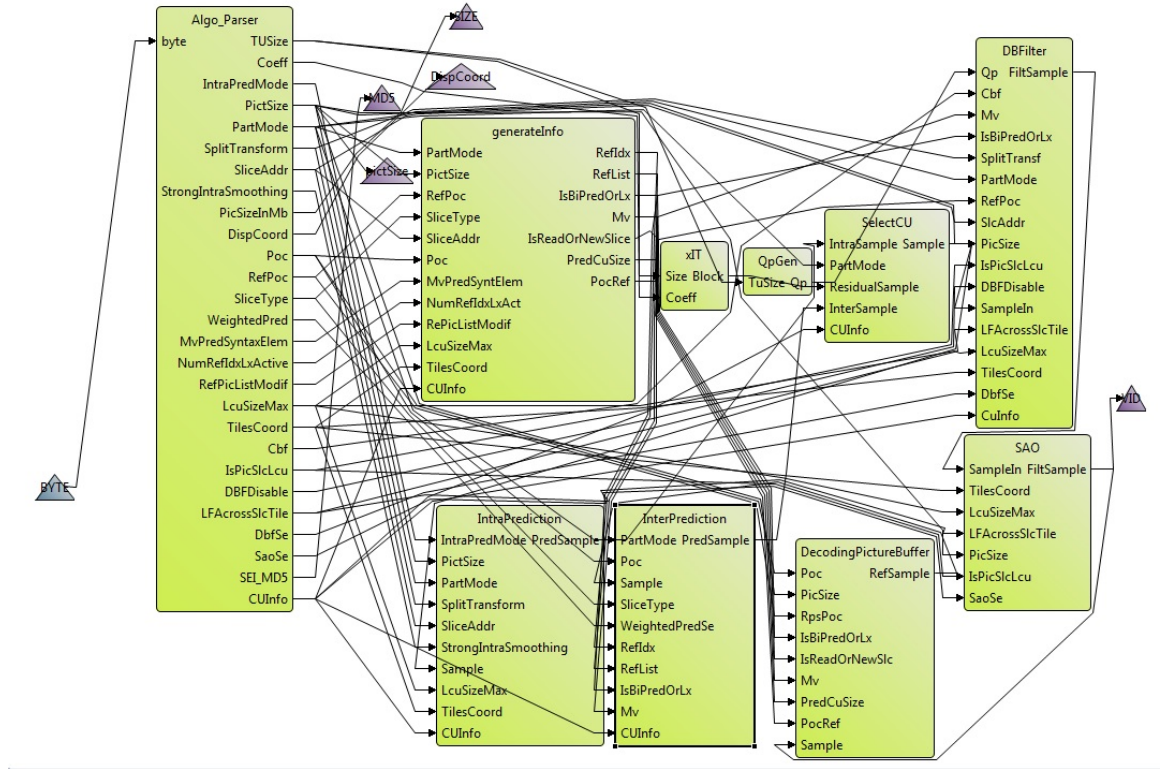 Algo_Parser
byte
TUSize
Coeff
IntraPredMode
PictSize
PartMode
SplitTransform
SliceAddr
StrongIntraSmoothing
PicSizeInMb
DispCoord
Poc
RefPoc
SliceType
WeightedPred
MvPredSyntaxElem
NumRefIdxLxActive
RefPicListModif
LcuSizeMax
TilesCoord
Cbf
IsPicSlcLcu
DBFDisable
LFAcrossSlcTile
DbfSe
SaoSe
SEI_MD5
CUInfo
BYTE
SIZE
DispCoord
MD5
PictSize
generateInfo
PartMode RefIdx
PictSize RefList
RefPoc IsBiPredOrLx
SliceType Mv
SliceAddr IsReadOrNewSlice
Poc PredCuSize
MvPredSyntElem PocRef
NumRefIdxLxAct
RePicListModif
LcuSizeMax
TilesCoord
CUInfo
xIT
Size Block
Coeff
QpGen
TuSize Qp
SelectCU
IntraSample Sample
PartMode
ResidualSample
InterSample
CUInfo
DBFilter
Qp FiltSample
Cbf
Mv
IsBiPredOrLx
SplitTransf
PartMode
RefPoc
SlcAddr
PicSize
IsPicSlcLcu
DBFDisable
SampleIn
LFAcrossSlcTile
LcuSizeMax
TilesCoord
DbfSe
CuInfo
VID
SAO
SampleIn FiltSample
TilesCoord
LcuSizeMax
LFAcrossSlcTile
PicSize
IsPicSlcLcu
SaoSe
IntraPrediction
IntraPredMode PredSample
PictSize
PartMode
SplitTransform
SliceAddr
StrongIntraSmoothing
Sample
LcuSizeMax
TilesCoord
CUInfo
InterPrediction
PartMode PredSample
Poc
Sample
SliceType
WeightedPredSe
RefIdx
RefList
IsBiPredOrLx
Mv
CUInfo
DecodingPictureBuffer
Poc RefSample
PicSize
RpsPoc
IsBiPredOrLx
IsReadOrNewSlc
Mv
PredCuSize
PocRef
Sample